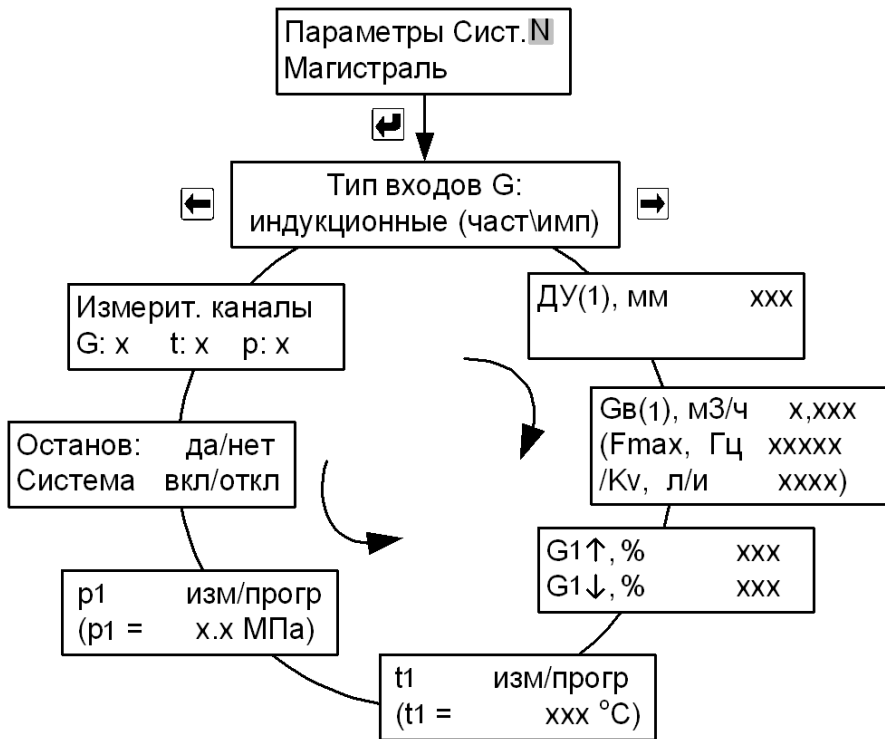 Параметры Сист.N
Магистраль
Тип входов G:
индукционные (част\имп)
ДУ(1), мм xxx
Gв(1), м3/ч x,xxx
(Fmax, Гц xxxxx
/Kv, л/и xxxx)
G1↑,% xxx
G1↓,% xxx
t1 изм/прогр
(t1 = xxx °C)
p1 изм/прогр
(p1 = x.x МПа)
Останов: да/нет
Система вкл/откл
Измерит. каналы
G: x t: x p: x